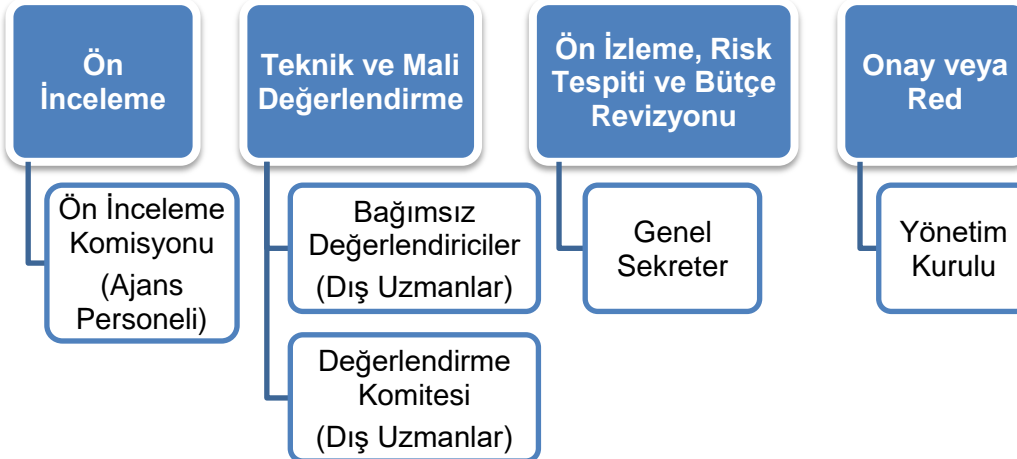 Ön
İnceleme
Ön İnceleme
Komisyonu
(Ajans
Personeli)
Teknik ve Mali
Değerlendirme
Bağımsız
Değerlendiriciler
(Dış Uzmanlar)
Değerlendirme
Komitesi
(Dış Uzmanlar)
Ön İzleme, Risk
Tespiti ve Bütçe
Revizyonu
Genel
Sekreter
Onay veya
Red
Yönetim
Kurulu